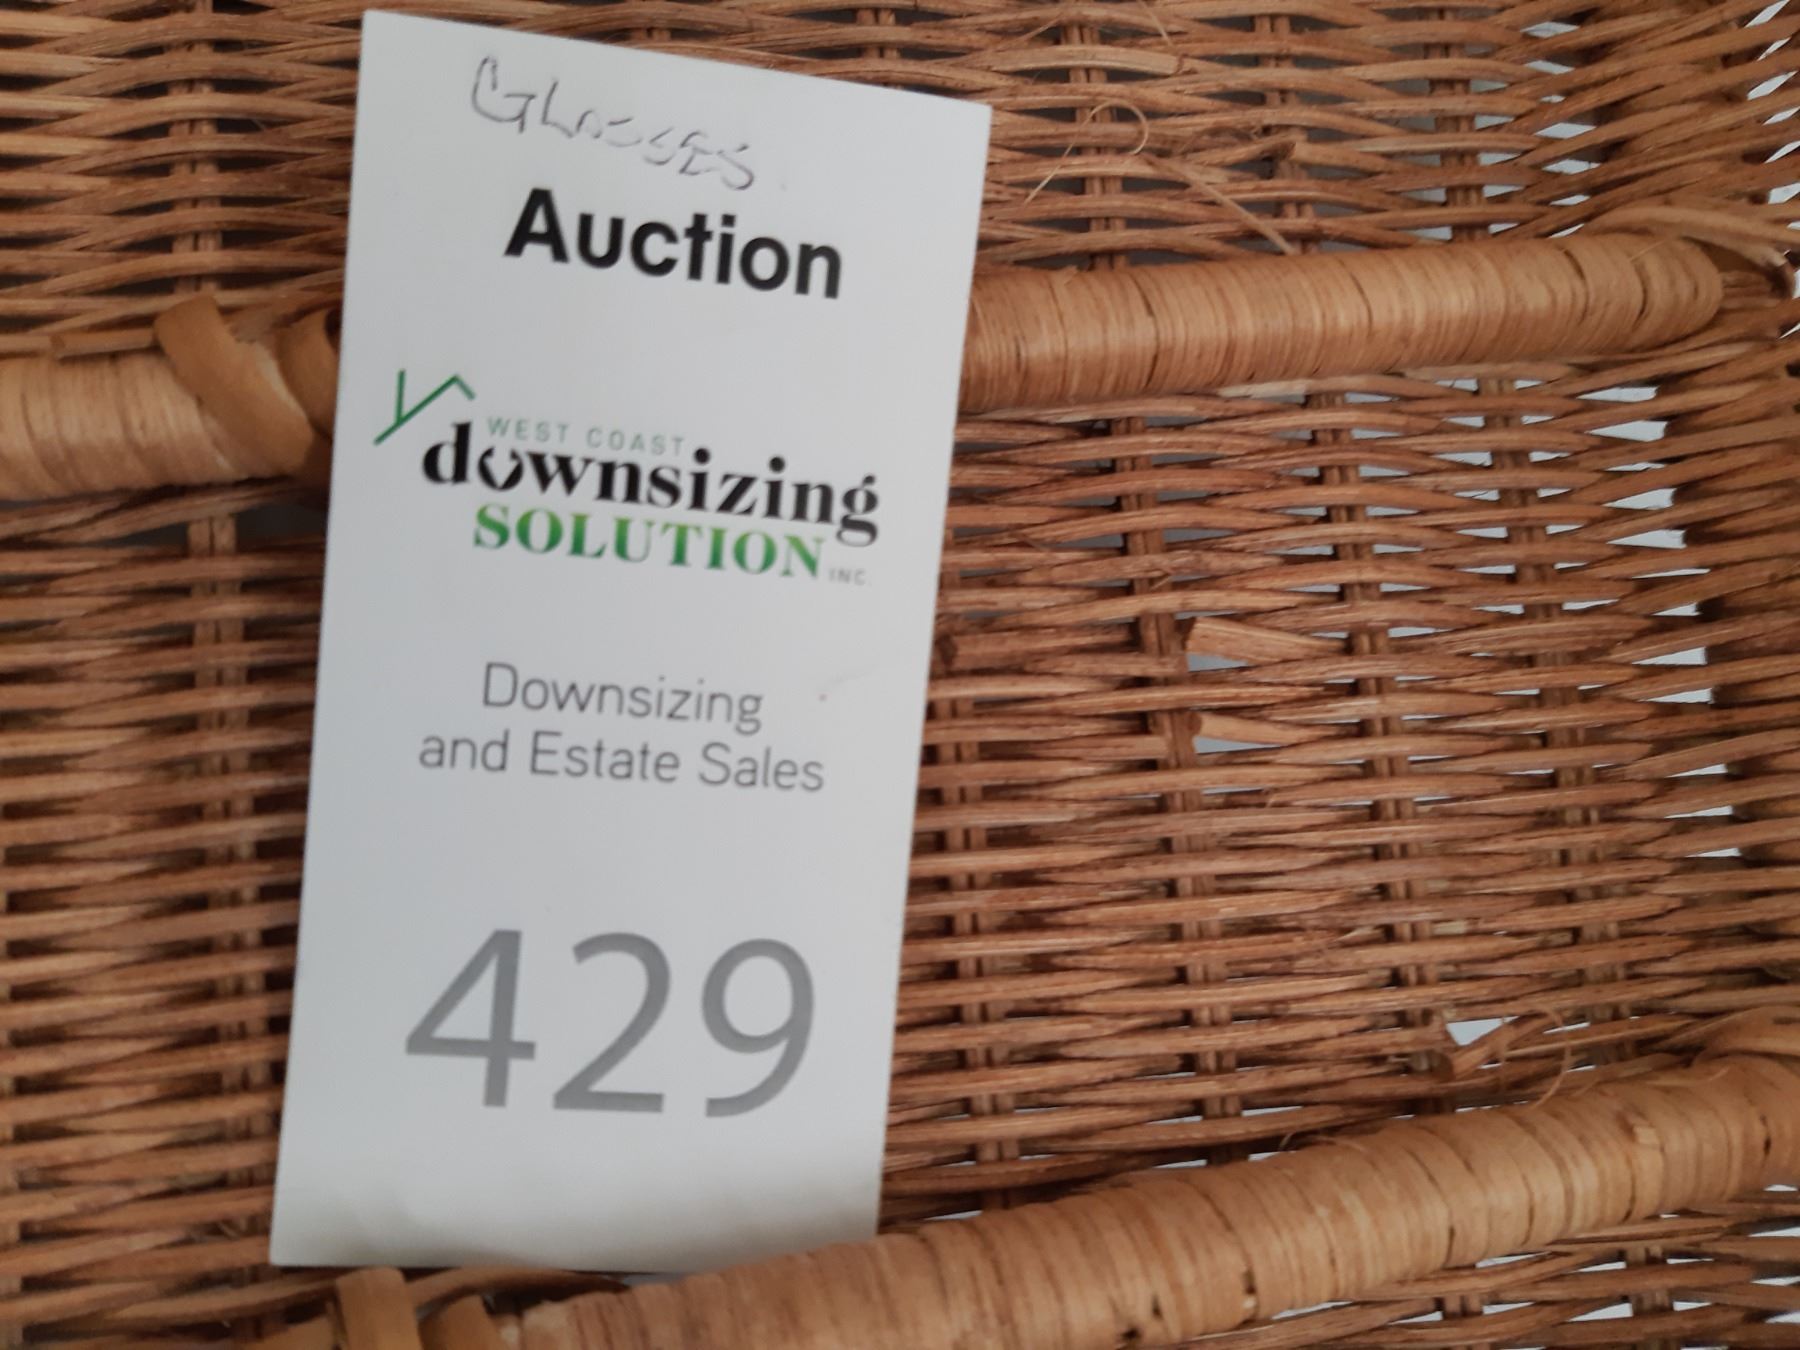 GLASSES
Auction
WEST COAST
downsizing
SOLUTION INC.
Downsizing
and Estate Sales
429